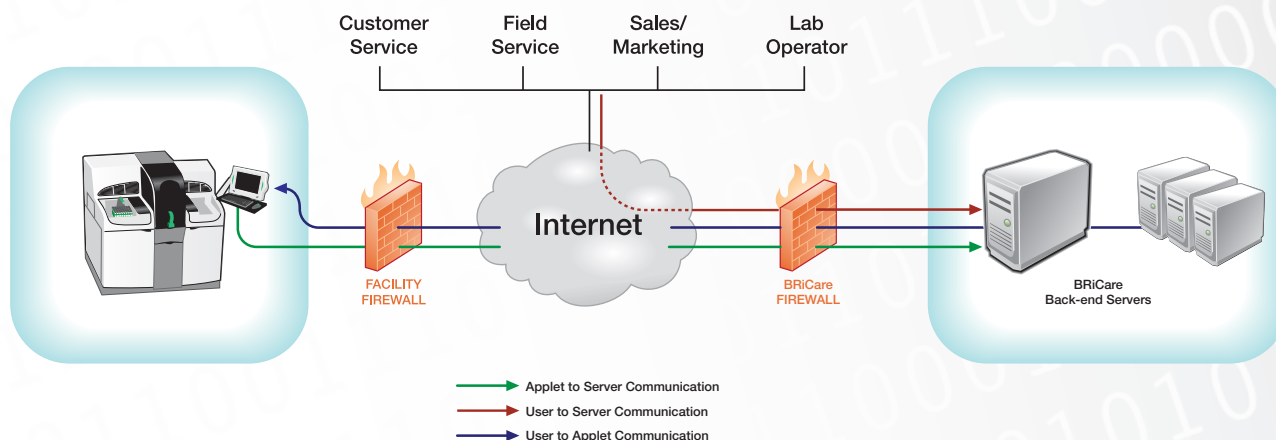 Customer
Service
Field
Service
Sales/
Marketing
Lab
Operator
Internet
FACILITY
FIREWALL
BRiCare
FIREWALL
BRiCare
Back-end Servers
Applet to Server Communication
User to Server Communication
User to Applet Communication